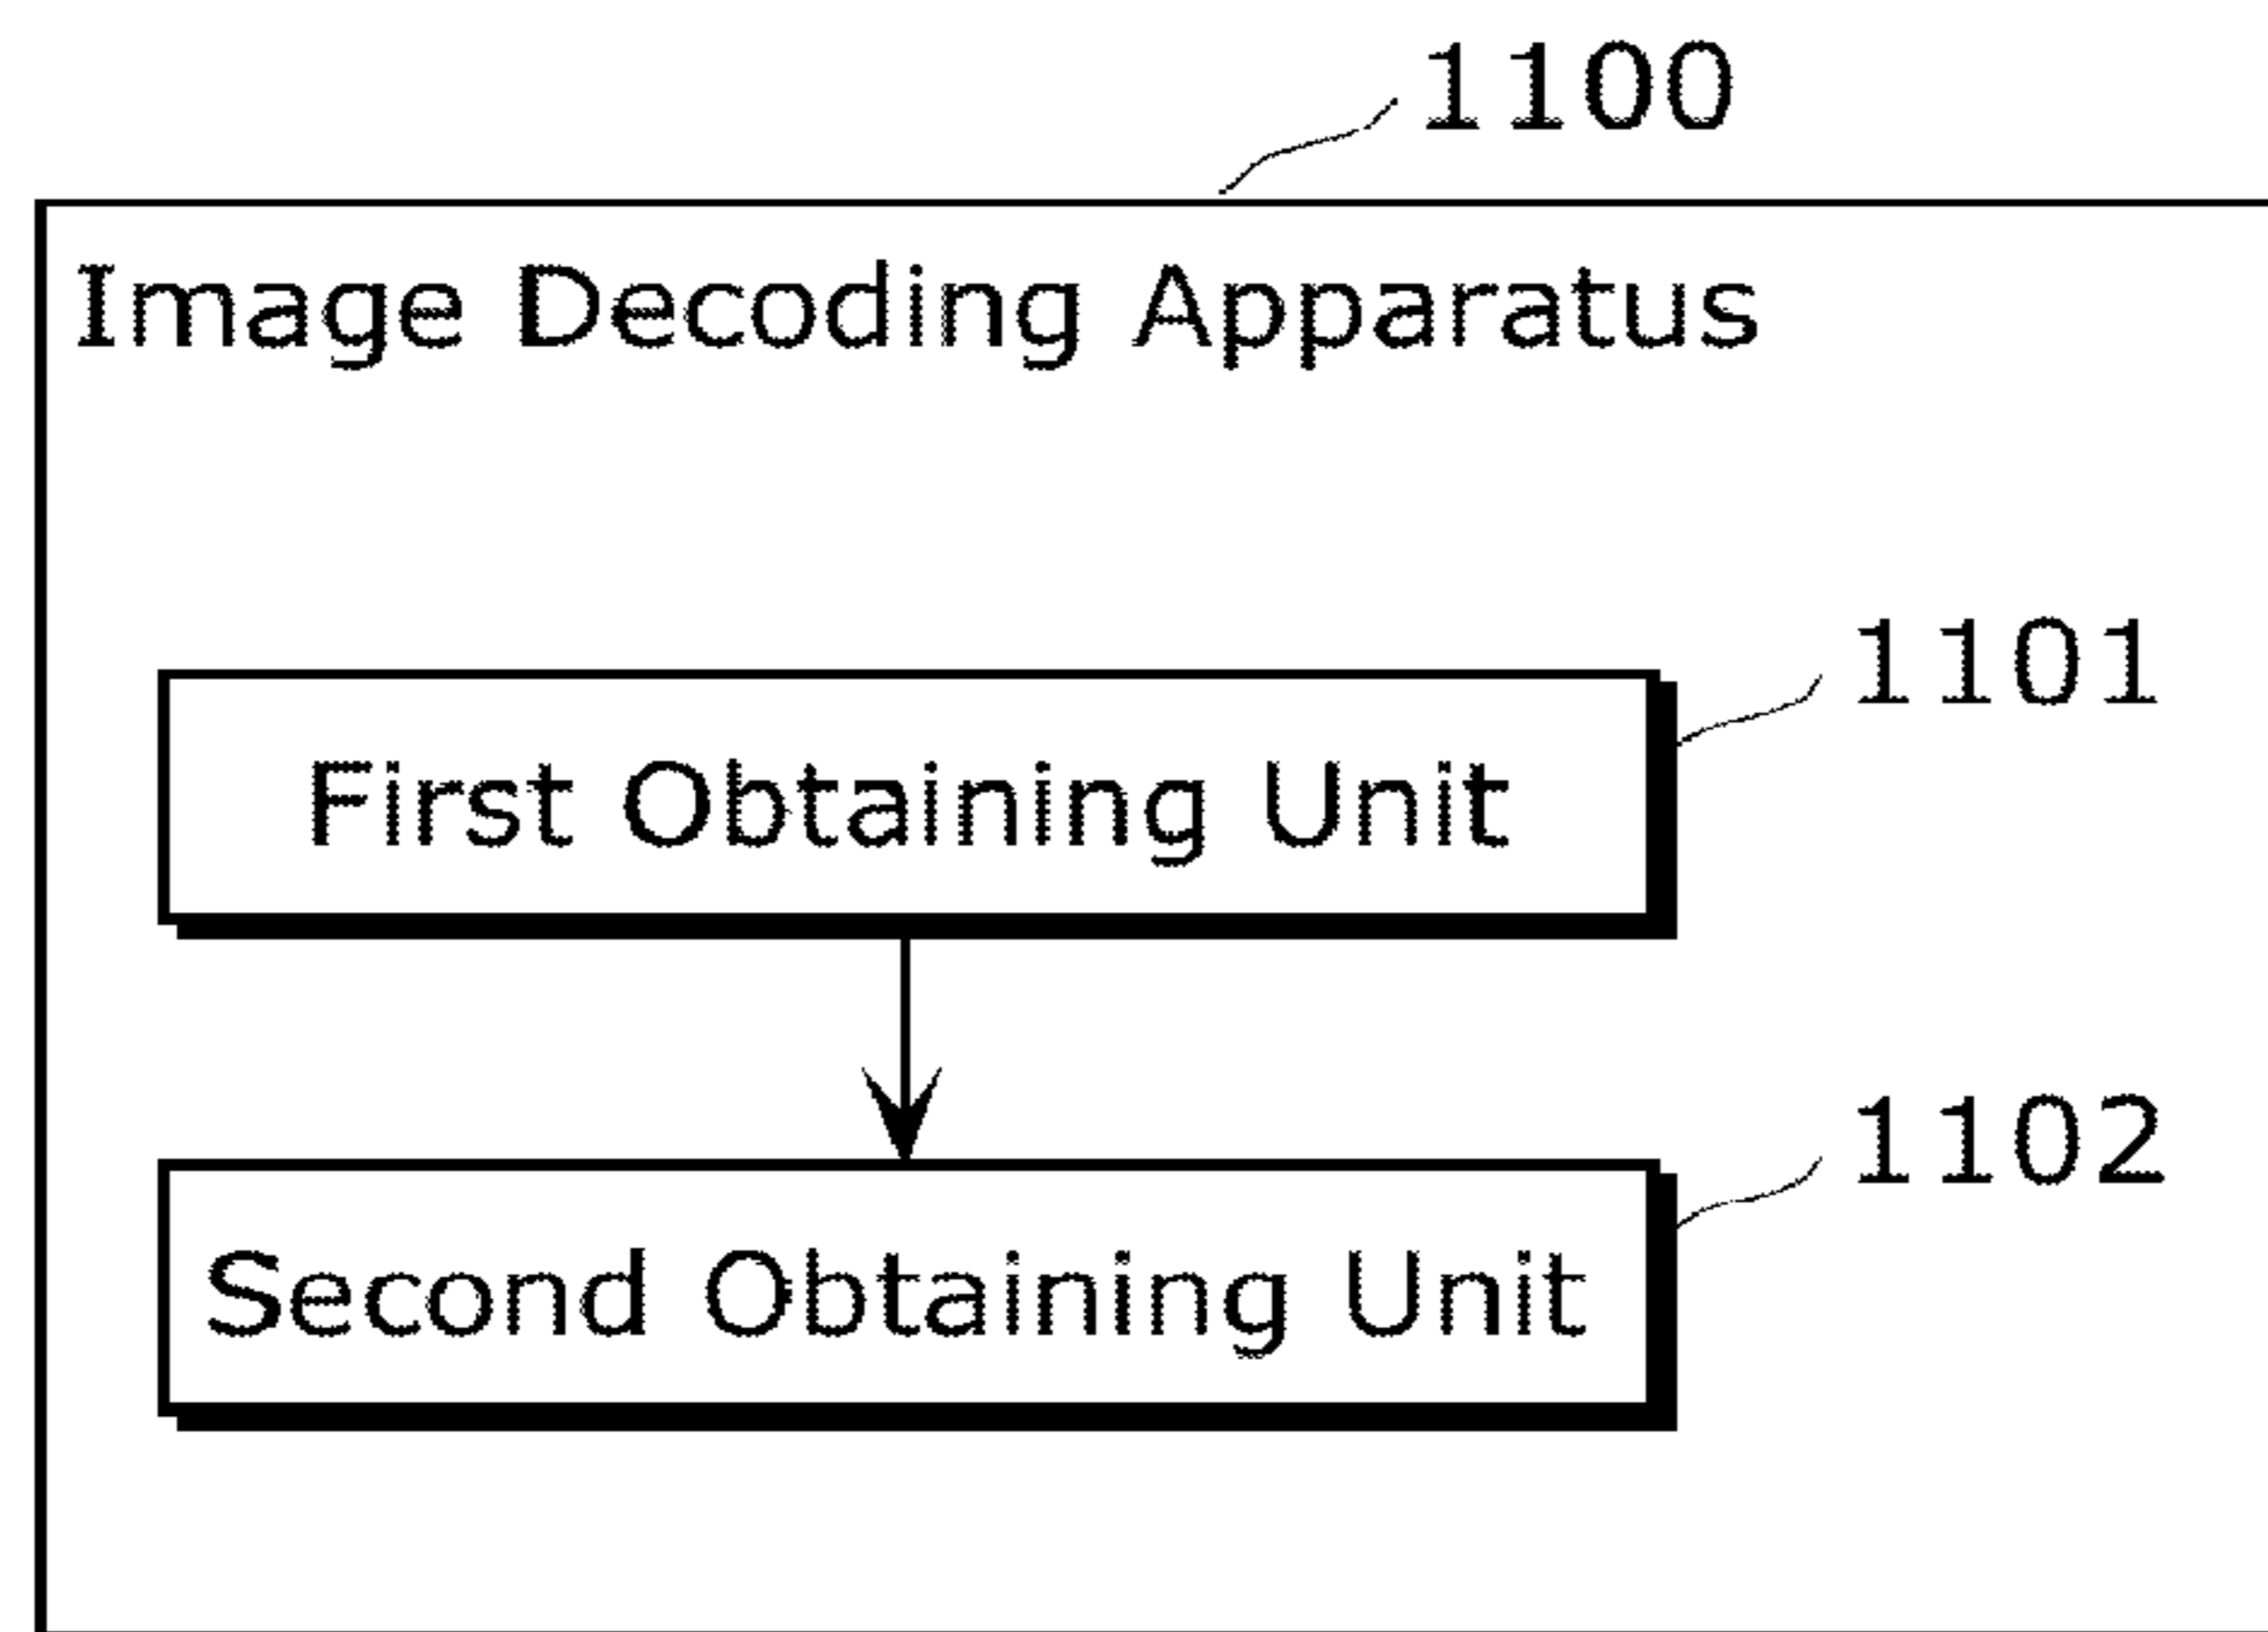 1100
Image Decoding Apparatus
1101
First Obtaining Unit
1102
Second Obtaining Unit